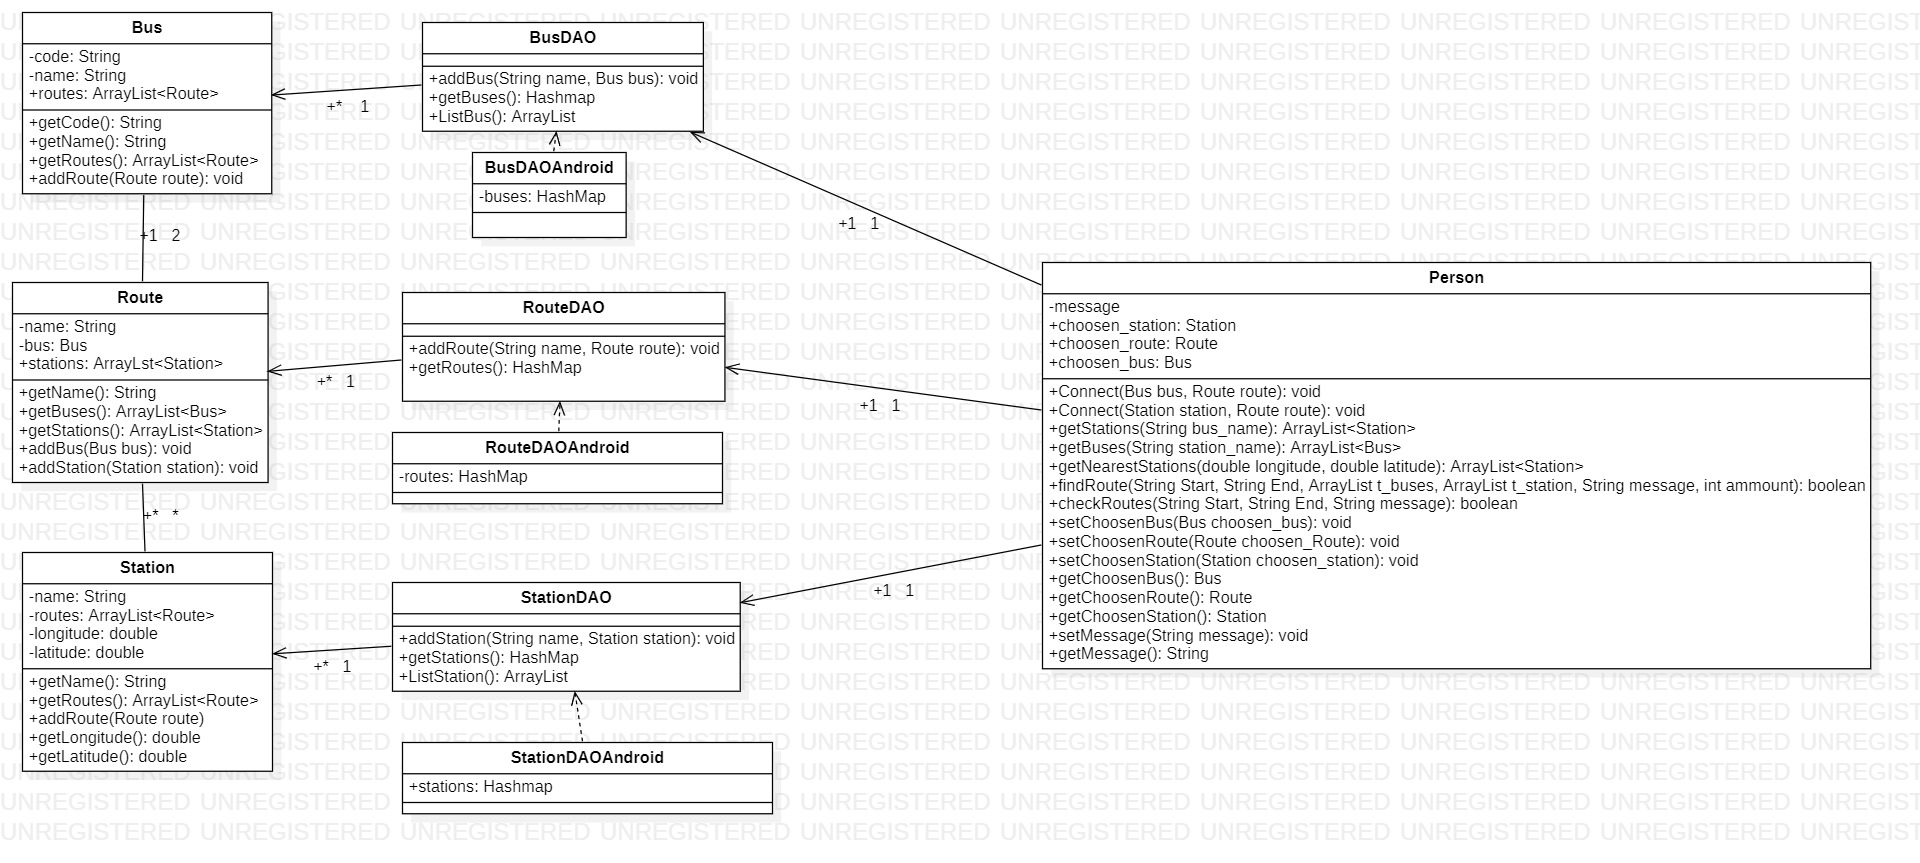 Bus
-code: String
-name: String
+routes: ArrayList<Route>
+getCode(): String
+getName(): String
+getRoutes(): ArrayList<Route>
+addRoute(Route route): void
+1 2
Route
-name: String
-bus: Bus
+stations: ArrayLst<Station>
+getName(): String
+getBuses(): ArrayList<Bus>
+getStations(): ArrayList<Station>
+addBus(Bus bus): void
+addStation(Station station): void
+* *
Station
-name: String
-routes: ArrayList<Route>
-longitude: double
-latitude: double
+getName(): String
+getRoutes(): ArrayList<Route>
+addRoute(Route route)
+getLongitude(): double
+getLatitude(): double
+* 1
BusDAO
+addBus(String name, Bus bus): void
+getBuses(): Hashmap
+ListBus(): ArrayList
BusDAOAndroid
-buses: HashMap
+* 1
RouteDAO
+addRoute(String name, Route route): void
+getRoutes(): HashMap
RouteDAOAndroid
-routes: HashMap
+* 1
StationDAO
+addStation(String name, Station station): void
+getStations(): HashMap
+ListStation(): ArrayList
StationDAOAndroid
+stations: Hashmap
+1 1
+1 1
+1 1
Person
-message
+choosen_station: Station
+choosen_route: Route
+choosen_bus: Bus
+Connect(Bus bus, Route route): void
+Connect(Station station, Route route): void
+getStations(String bus_name): ArrayList<Station>
+getBuses(String station_name): ArrayList<Bus>
+getNearestStations(double longitude, double latitude): ArrayList<Station>
+findRoute(String Start, String End, ArrayList t_buses, ArrayList t_station, String message, int ammount): boolean
+checkRoutes(String Start, String End, String message): boolean
+setChoosenBus(Bus choosen_bus): void
+setChoosenRoute(Route choosen_Route): void
+setChoosenStation(Station choosen_station): void
+getChoosenBus(): Bus
+getChoosenRoute(): Route
+getChoosenStation(): Station
+setMessage(String message): void
+getMessage(): String
UNREGISTERED